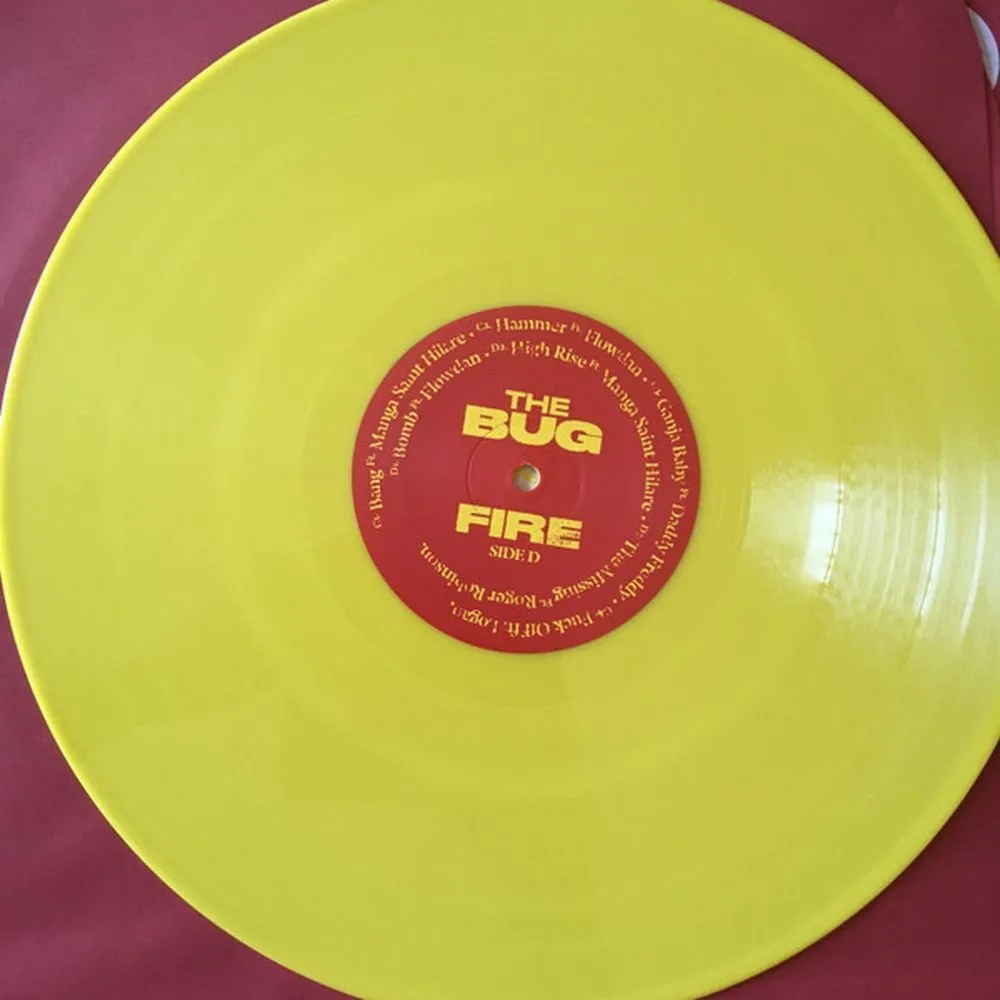 C1. Bang Ft. Manga Saint Hilare • C2. Hammer Ft. Flowdan • C3. Ganja Baby Ft. Daddy Freddy • C4. Fuck Off ft. Logan.
D1. Bomb Ft. Flowdan • D2. High Rise Ft. Manga Saint Hilare • D3. The Missing Ft. Roger Robinson.
THE
BUG
FIRE
SIDE D